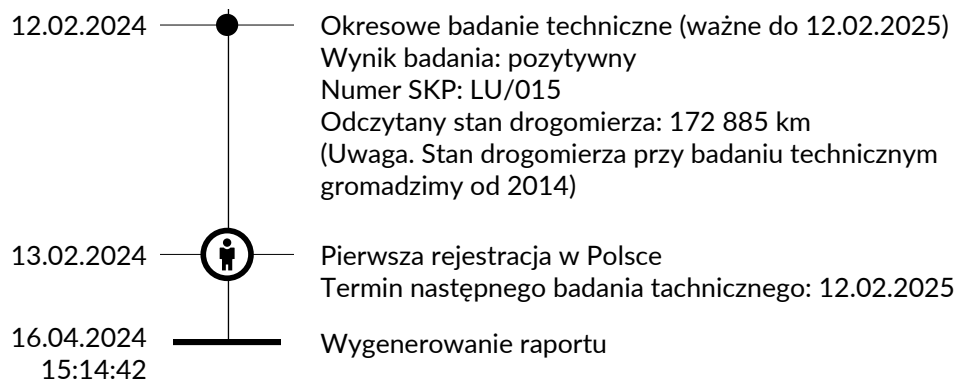 12.02.2024
Okresowe badanie techniczne (ważne do 12.02.2025)
Wynik badania: pozytywny
Numer SKP: LU/015
Odczytany stan drogomierza: 172 885 km
(Uwaga. Stan drogomierza przy badaniu technicznym
gromadzimy od 2014)
13.02.2024
Pierwsza rejestracja w Polsce
Termin następnego badania tachnicznego: 12.02.2025
16.04.2024
15:14:42
Wygenerowanie raportu